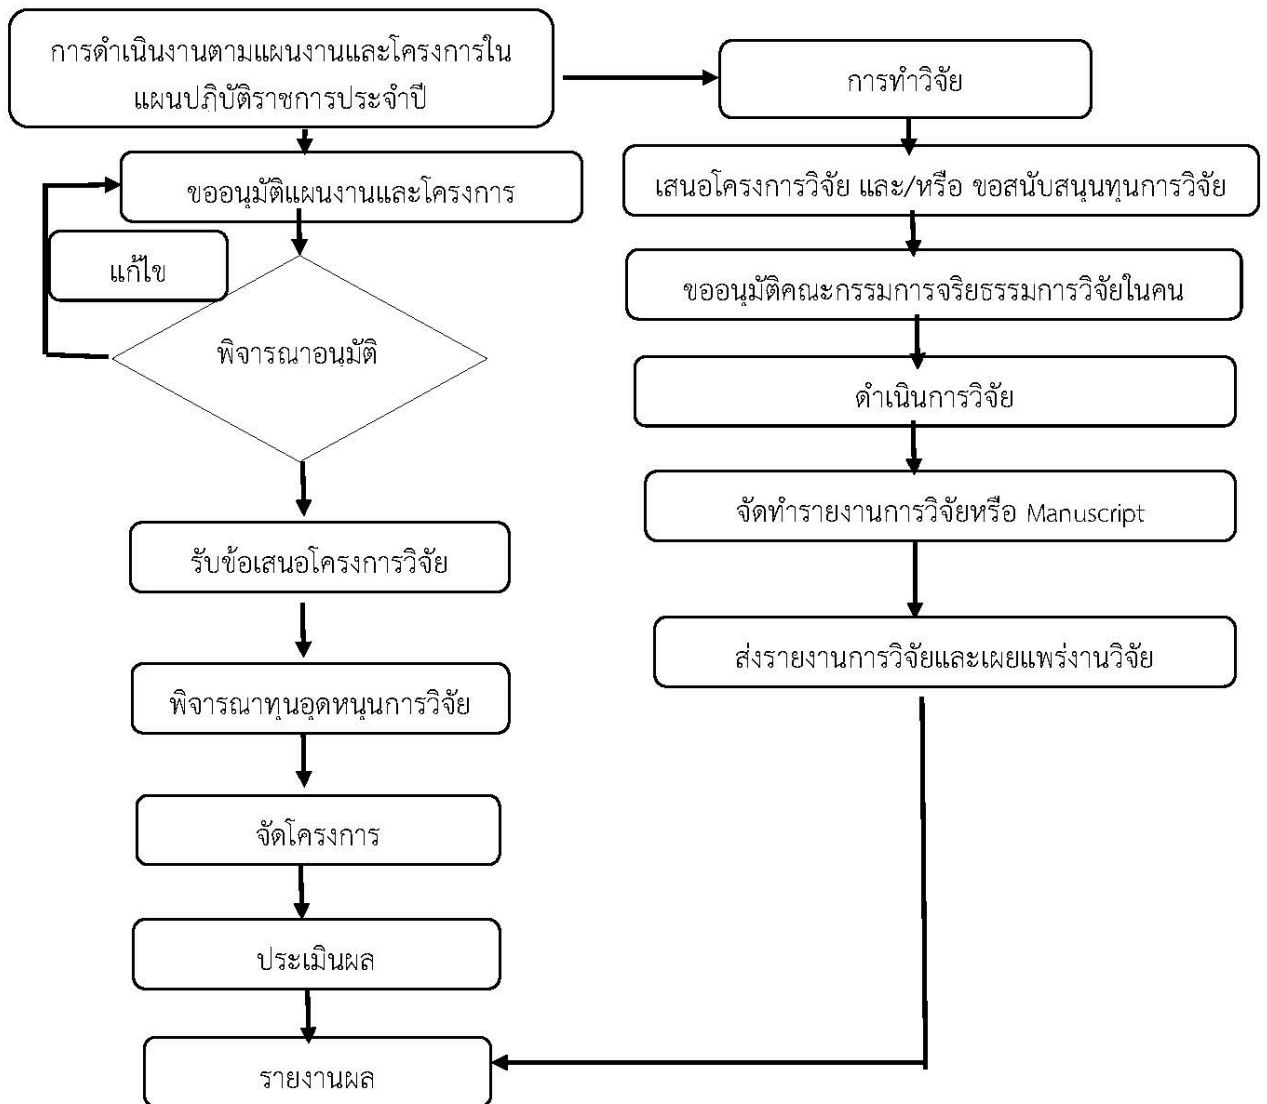 การดำเนินงานตามแผนงานและโครงการใน
แผนปฏิบัติราชการประจำปี
ขออนุมัติแผนงานและโครงการ
แก้ไข
พิจารณาอนุมัติ
รับข้อเสนอโครงการวิจัย
พิจารณาทุนอุดหนุนการวิจัย
จัดโครงการ
ประเมินผล
รายงานผล
การทำวิจัย
เสนอโครงการวิจัย และ/หรือ ขอสนับสนุนทุนการวิจัย
ขออนุมัติคณะกรรมการจริยธรรมการวิจัยในคน
ดำเนินการวิจัย
จัดทำรายงานการวิจัยหรือ Manuscript
ส่งรายงานการวิจัยและเผยแพร่งานวิจัย